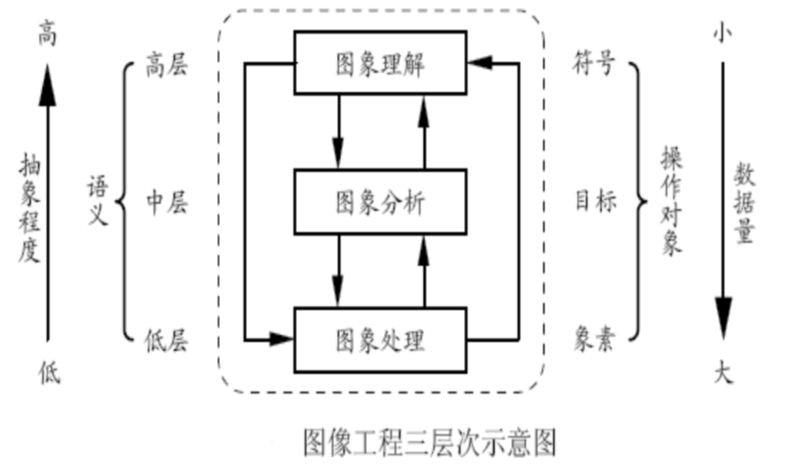 高
小
高层
图象理解
符号
抽象程度
语义
中层
图象分析
目标
操作对象
数据量
低层
图象处理
象素
低
大
图像工程三层次示意图